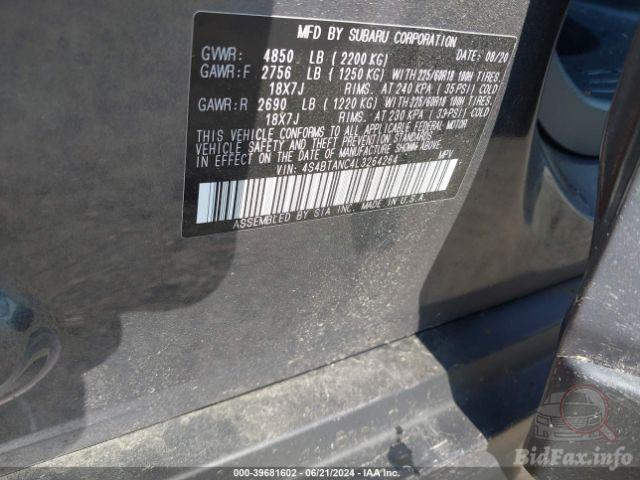 MFD BY SUBARU CORPORATION 08/20
GVWR: 4850 LB ( 2200 KG)
GAWR:F 2756 LB ( 1250 KG) WITH 225/60R18 100H TIRES,
18X7J RIMS, AT 240 KPA ( 35 PSI) COLD
GAWR:R 2690 LB ( 1220 KG) WITH 225/60R18 100H TIRES,
18X7J RIMS, AT 230 KPA ( 33 PSI) COLD
THIS VEHICLE CONFORMS TO ALL APPLICABLE FEDERAL MOTOR
VEHICLE SAFETY AND THEFT PREVENTION STANDARDS
IN EFFECT ON THE DATE OF MANUFACTURE SHOWN ABOVE.
VIN: 4S4BTANC4L3264264 MPV
ASSEMBLED BY SIA INC. MADE IN U.S.A.
000-39681602 - 06/21/2024 - IAA Inc.
BidFax.info